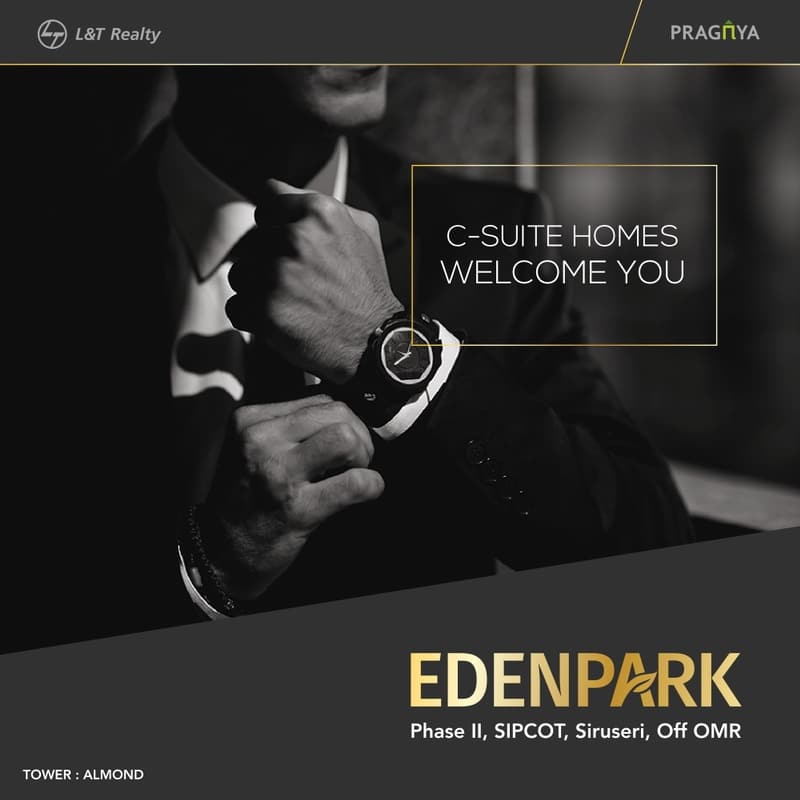 L&T Realty
PRAGNYA
C-SUITE HOMES
WELCOME YOU
EDENPARK
Phase II, SIPCOT, Siruseri, Off OMR
TOWER : ALMOND